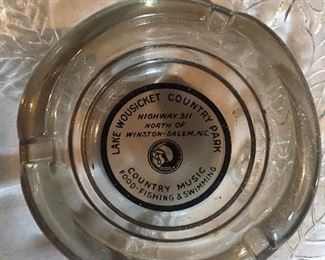 LAKE WOUSICKET COUNTRY PARK
HIGHWAY 311
NORTH OF
WINSTON-SALEM, N.C.
COUNTRY MUSIC
FOOD-FISHING & SWIMMING